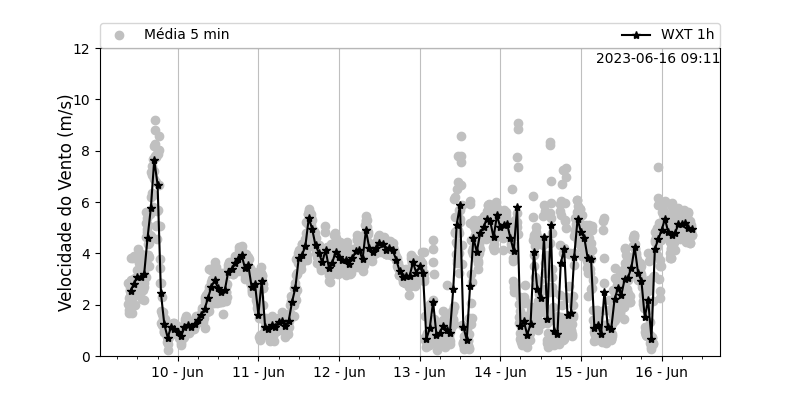 Média 5 min
WXT 1h
2023-06-16 09:11
Velocidade do Vento (m/s)
12
10
8
6
4
2
0
10 - Jun
11 - Jun
12 - Jun
13 - Jun
14 - Jun
15 - Jun
16 - Jun